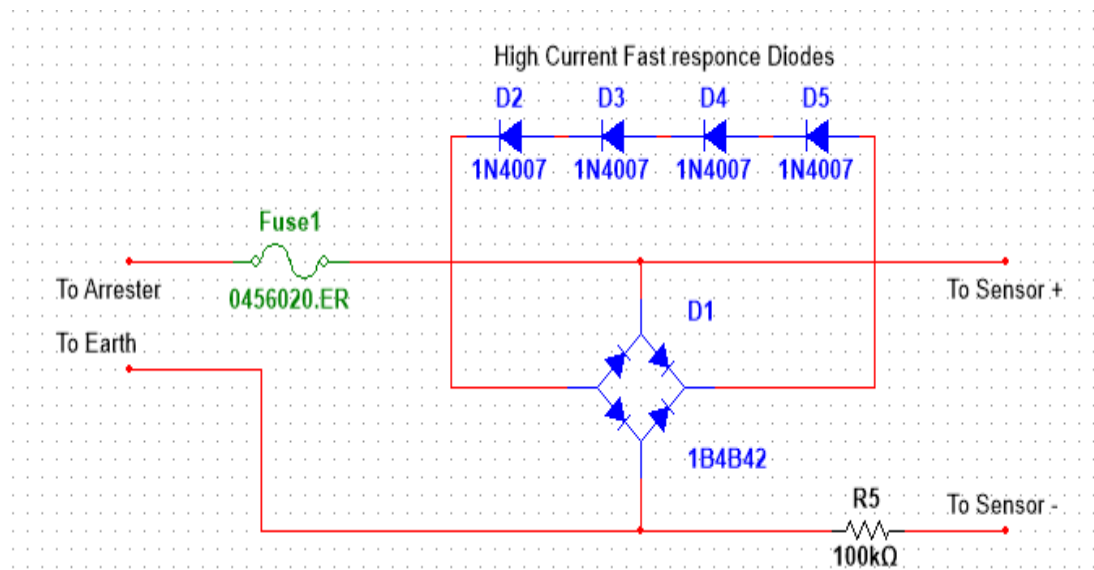 High Current Fast responce Diodes
D2 D3 D4 D5
1N4007 1N4007 1N4007 1N4007
Fuse1
To Arrester
0456020.ER
To Sensor +
D1
To Earth
1B4B42
R5
To Sensor -
100kΩ